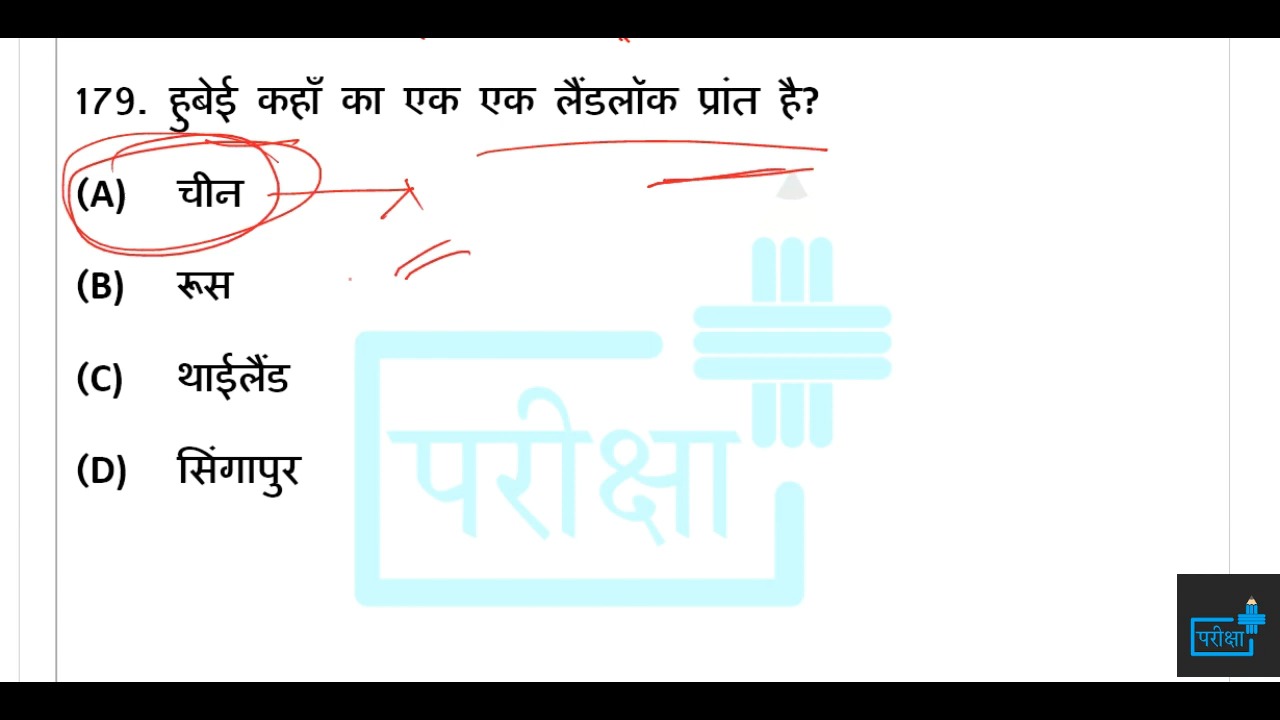 179. हुबेई कहाँ का एक एक लैंडलॉक प्रांत है?
(A) चीन
(B) रूस
(C) थाईलैंड
(D) सिंगापुर
परीक्षा
परीक्षा